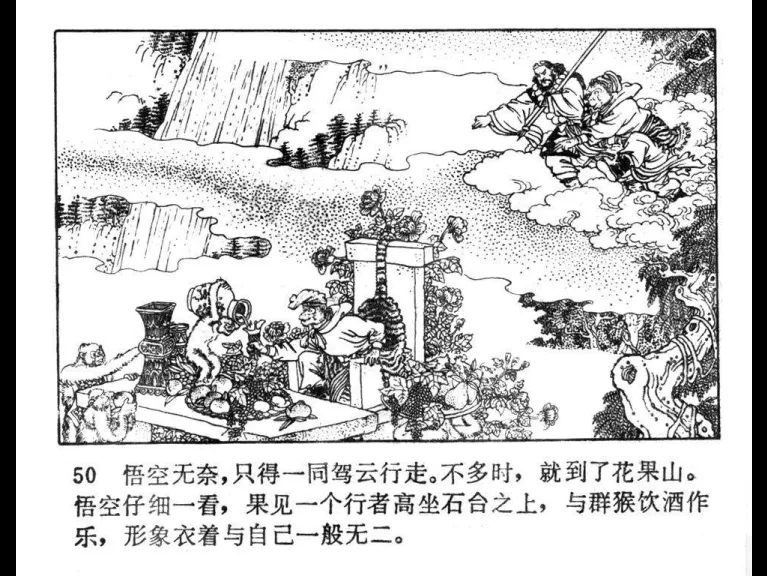 50 悟空无奈，只得一同驾云行走。不多时，就到了花果山。
悟空仔细一看，果见一个行者高坐石台之上，与群猴饮酒作
乐，形象衣着与自己一般无二。